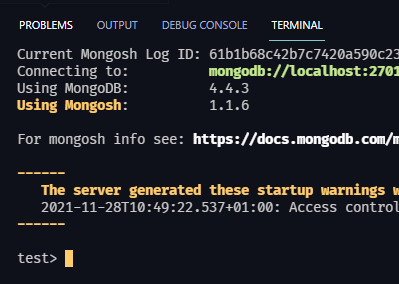 PROBLEMS OUTPUT DEBUG CONSOLE TERMINAL
Current Mongosh Log ID: 61b1b68c42b7c7420a590c23
Connecting to: mongodb://localhost:2701
Using MongoDB: 4.4.3
Using Mongosh: 1.1.6
For mongosh info see: https://docs.mongodb.com/m
------
The server generated these startup warnings w
2021-11-28T10:49:22.537+01:00: Access control
------
test>